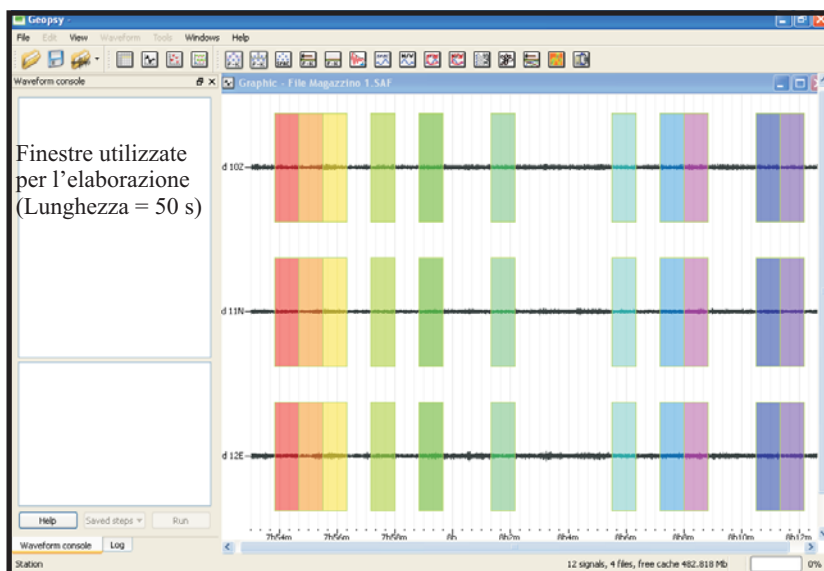 Geopsy -
File Edit View Waveform Tools Windows Help
Waveform console
Graphic - File Magazzino 1.SAF
Finestre utilizzate
per l'elaborazione
(Lunghezza = 50 s)
d 10Z
d 11N
d 12E
7h54m 7h56m 7h58m 8h 8h2m 8h4m 8h6m 8h8m 8h10m 8h12m
Help Saved steps Run
Waveform console Log
Station 12 signals, 4 files, free cache 482.818 Mb 0%